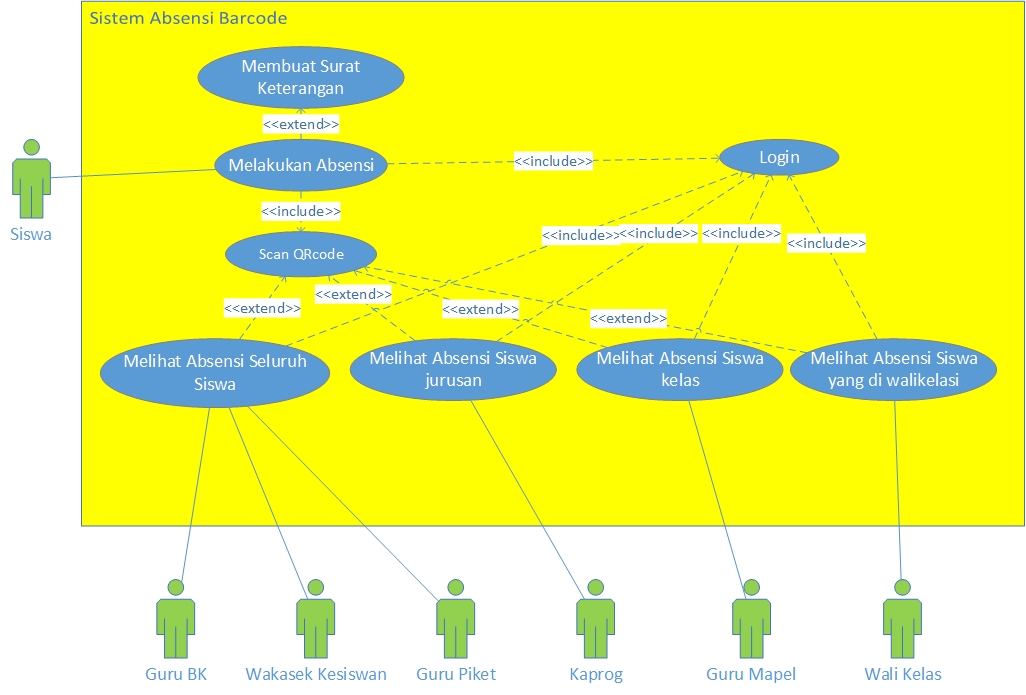 Sistem Absensi Barcode
Membuat Surat
Keterangan
<<extend>>
Melakukan Absensi
<<include>>
Login
Siswa
<<include>>
Scan QRcode
<<include>>
<<include>>
<<include>>
<<include>>
<<extend>>
<<extend>>
<<extend>>
<<extend>>
Melihat Absensi Seluruh
Siswa
Melihat Absensi Siswa
jurusan
Melihat Absensi Siswa
kelas
Melihat Absensi Siswa
yang di walikelasi
Guru BK
Wakasek Kesiswan
Guru Piket
Kaprog
Guru Mapel
Wali Kelas